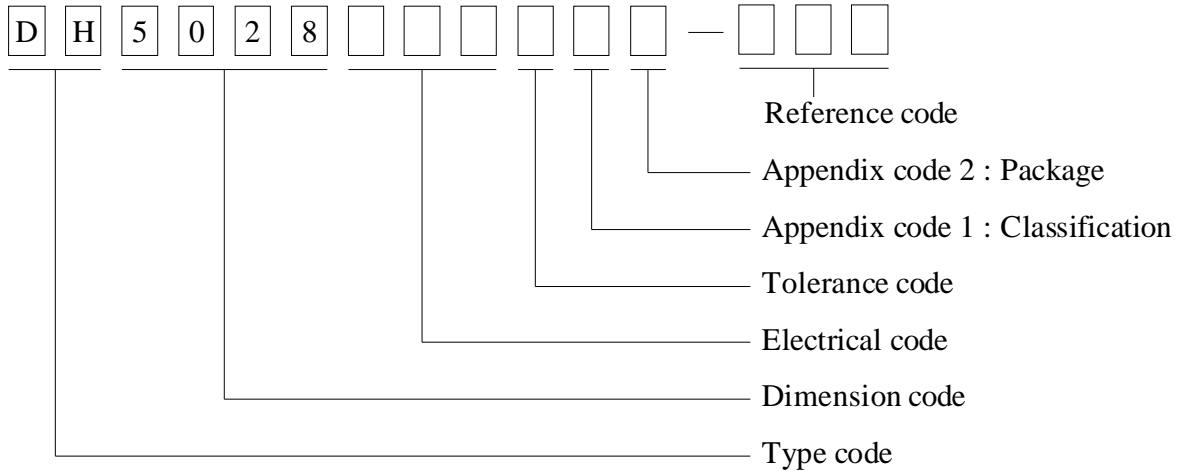 D H 5 0 2 8 —
Reference code
Appendix code 2 : Package
Appendix code 1 : Classification
Tolerance code
Electrical code
Dimension code
Type code